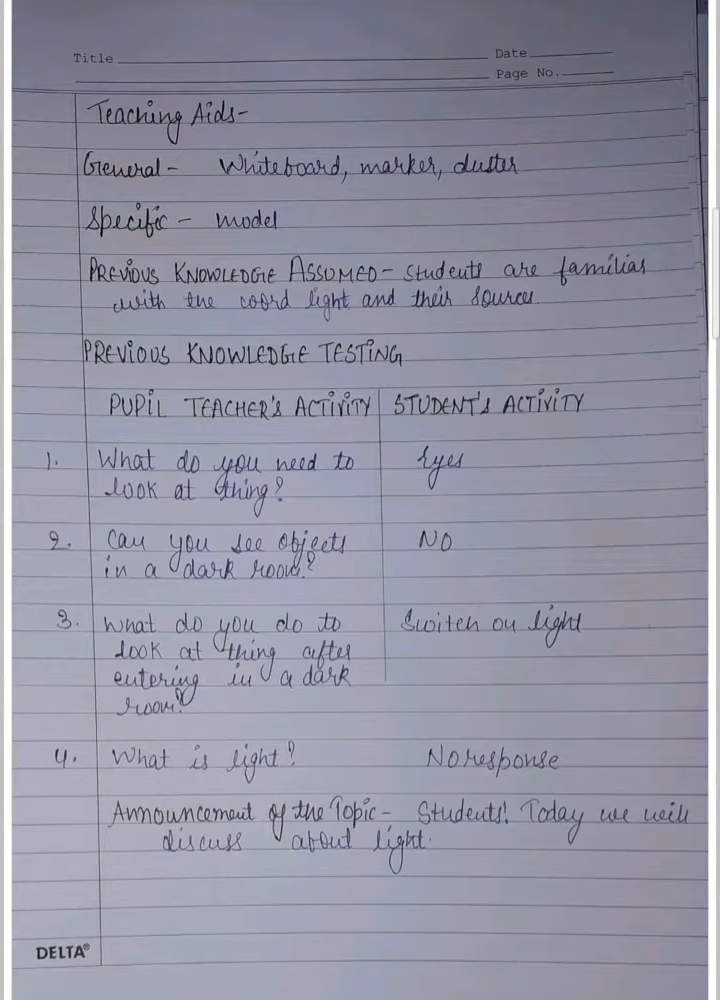 Title Date
Page No.
Teaching Aids-
General - Whiteboard, marker, duster
Specific - model
PREVIOUS KNOWLEDGE ASSUMED - students are familiar
with the coord light and their sources
PREVIOUS KNOWLEDGE TESTING
PUPIL TEACHER'S ACTIVITY STUDENT'S ACTIVITY
1. What do you need to Eyes
look at thing?
2. Can you see objects NO
in a dark room?
3. What do you do to Switch on light
look at thing after
entering in a dark
room?
4. What is light? No response
Announcement of the Topic - Students! Today we will
discuss about light.
DELTA®